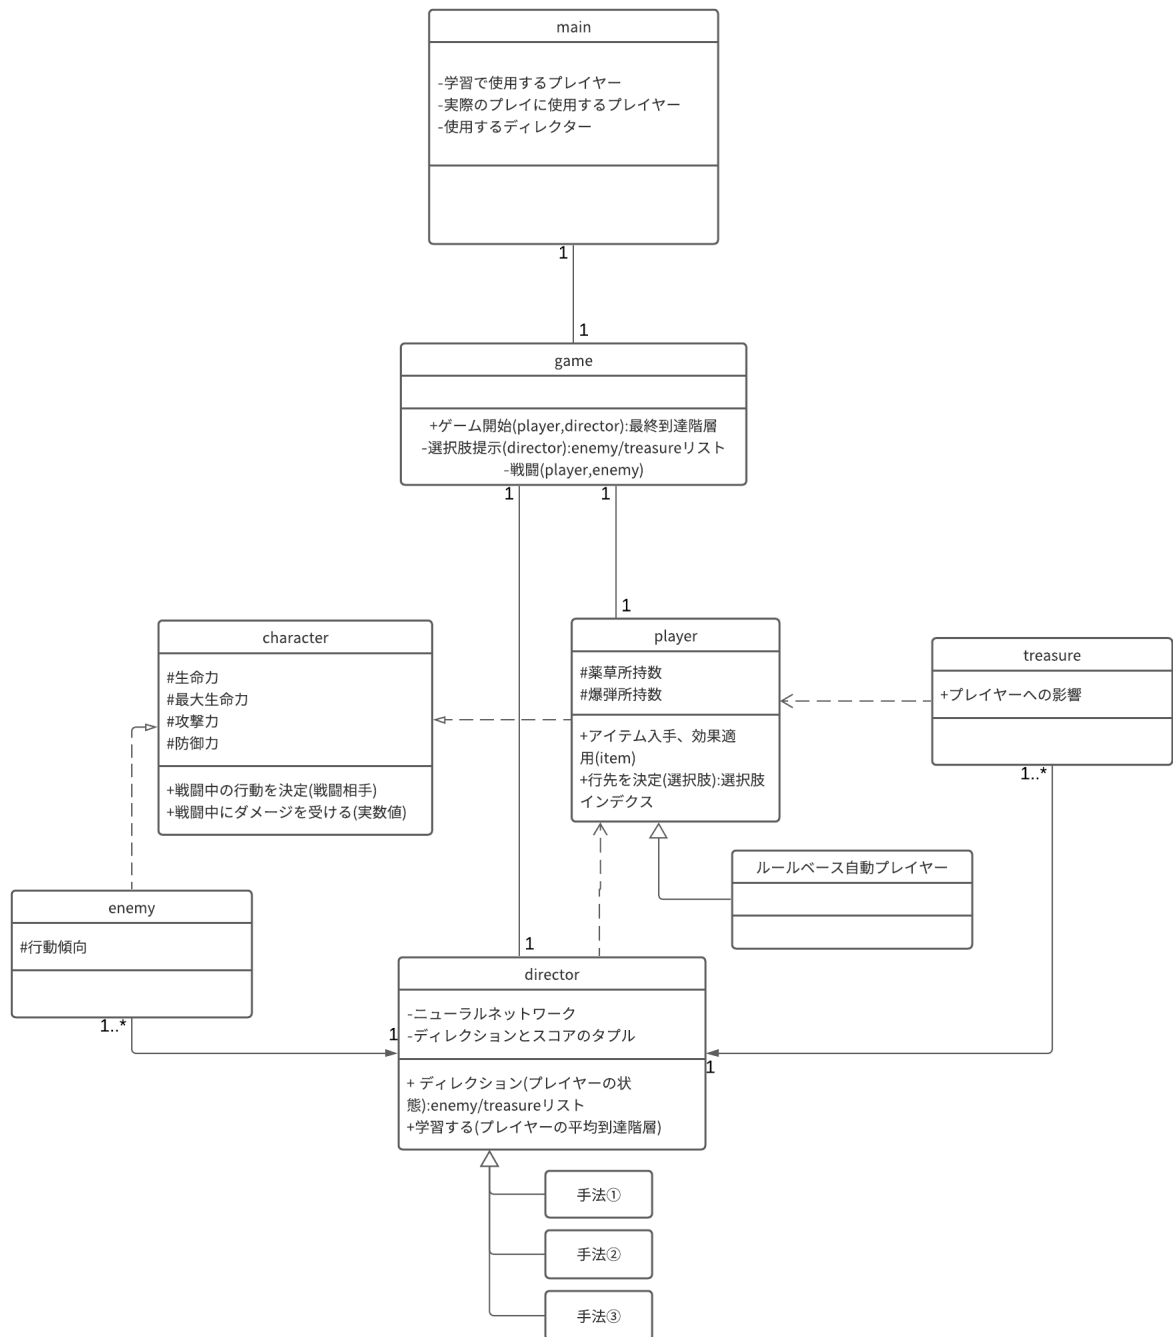 main
-学習で使用するプレイヤー
-実際のプレイに使用するプレイヤー
-使用するディレクター
1
1
game
+ゲーム開始(player,director):最終到達階層
-選択肢提示(director):enemy/treasureリスト
-戦闘(player,enemy)
1
1
1
character
#生命力
#最大生命力
#攻撃力
#防御力
+戦闘中の行動を決定(戦闘相手)
+戦闘中にダメージを受ける(実数値)
player
#薬草所持数
#爆弾所持数
+アイテム入手、効果適
用(item)
+行先を決定(選択肢):選択肢
インデクス
treasure
+プレイヤーへの影響
1..*
ルールベース自動プレイヤー
enemy
#行動傾向
1..*
1
director
-ニューラルネットワーク
-ディレクションとスコアのタプル
+ ディレクション(プレイヤーの状
態):enemy/treasureリスト
+学習する(プレイヤーの平均到達階層)
1
1
手法①
手法②
手法③